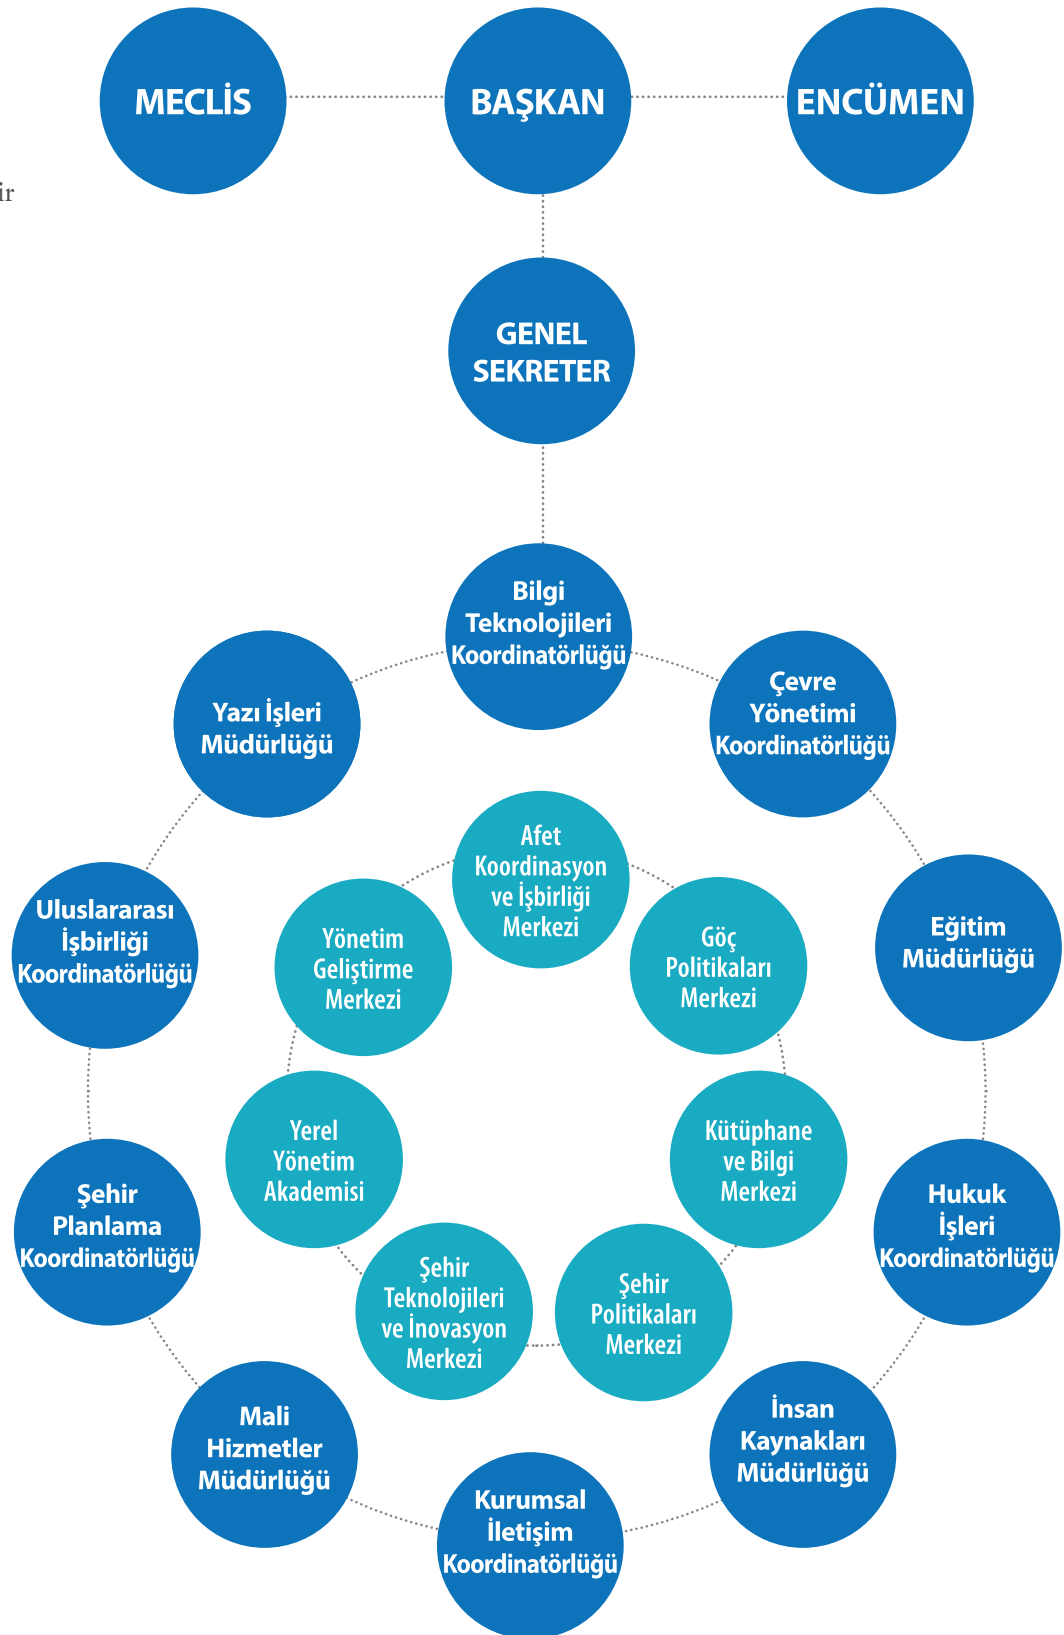 MECLİS
BAŞKAN
ENCÜMEN
ir
GENEL
SEKRETER
Bilgi
Teknolojileri
Koordinatörlüğü
Çevre
Yönetimi
Koordinatörlüğü
Yazı İşleri
Müdürlüğü
Afet
Koordinasyon
ve İşbirliği
Merkezi
Uluslararası
İşbirliği
Koordinatörlüğü
Yönetim
Geliştirme
Merkezi
Göç
Politikaları
Merkezi
Eğitim
Müdürlüğü
Yerel
Yönetim
Akademisi
Kütüphane
ve Bilgi
Merkezi
Şehir
Planlama
Koordinatörlüğü
Hukuk
İşleri
Koordinatörlüğü
Şehir
Teknolojileri
ve İnovasyon
Merkezi
Şehir
Politikaları
Merkezi
Mali
Hizmetler
Müdürlüğü
İnsan
Kaynakları
Müdürlüğü
Kurumsal
İletişim
Koordinatörlüğü